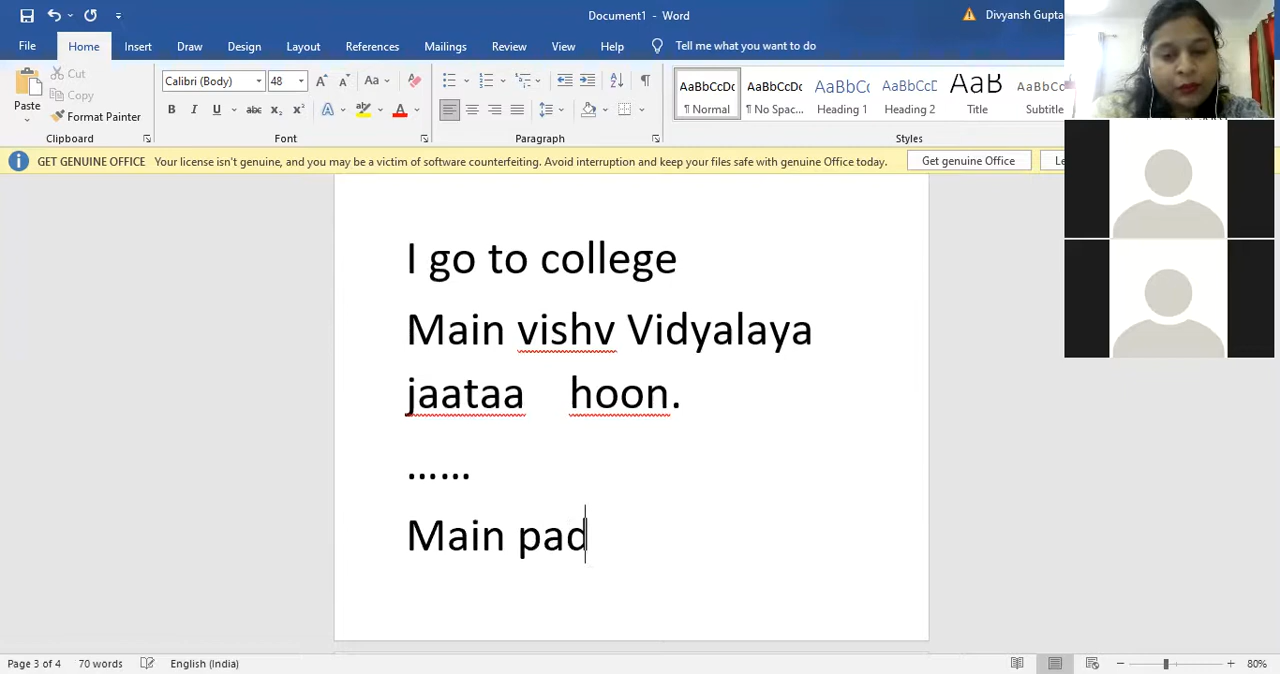 Document1 - Word
Divyansh Gupta
File Home Insert Draw Design Layout References Mailings Review View Help Tell me what you want to do
Cut
Copy
Paste
Format Painter
Calibri (Body) 48
AaBbCcDc AaBbCcDc AaBbCc AaBbCcD AaB AaBbCcD
¶ Normal ¶ No Spac... Heading 1 Heading 2 Title Subtitle
Clipboard Font Paragraph Styles
GET GENUINE OFFICE Your license isn't genuine, and you may be a victim of software counterfeiting. Avoid interruption and keep your files safe with genuine Office today. Get genuine Office
I go to college
Main vishv Vidyalaya
jaataa hoon.
......
Main pad
Page 3 of 4 70 words English (India) 80%